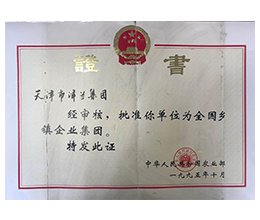 證書
天津市津兰集团
经审核，批准你单位为全国乡
镇企业集团。
特发此证
中华人民共和国农业部
一九九五年十月